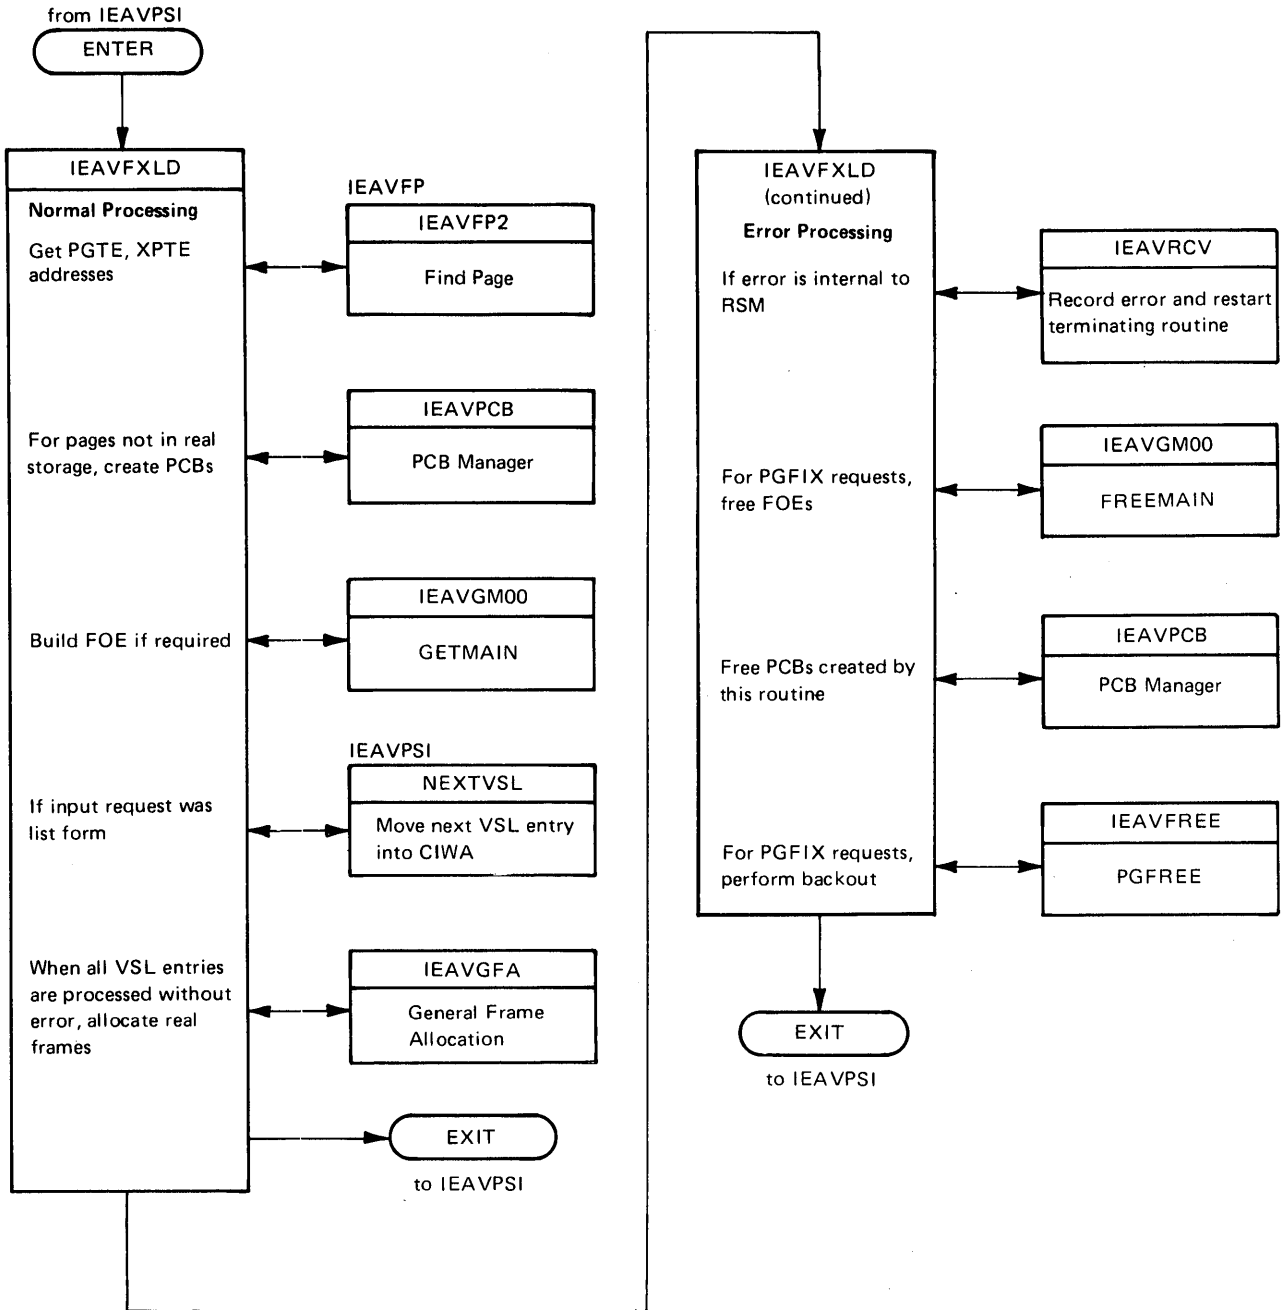 from IEAVPSI
ENTER
IEAVFXLD
Normal Processing
Get PGTE, XPTE
addresses
IEAVFP
IEAVFP2
Find Page
For pages not in real
storage, create PCBs
IEAVPCB
PCB Manager
Build FOE if required
IEAVGM00
GETMAIN
If input request was
list form
IEAVPSI
NEXTVSL
Move next VSL entry
into CIWA
When all VSL entries
are processed without
error, allocate real
frames
IEAVGFA
General Frame
Allocation
EXIT
to IEAVPSI
IEAVFXLD
(continued)
Error Processing
If error is internal to
RSM
IEAVRCV
Record error and restart
terminating routine
For PGFIX requests,
free FOEs
IEAVGM00
FREEMAIN
Free PCBs created by
this routine
IEAVPCB
PCB Manager
For PGFIX requests,
perform backout
IEAVFREE
PGFREE
EXIT
to IEAVPSI